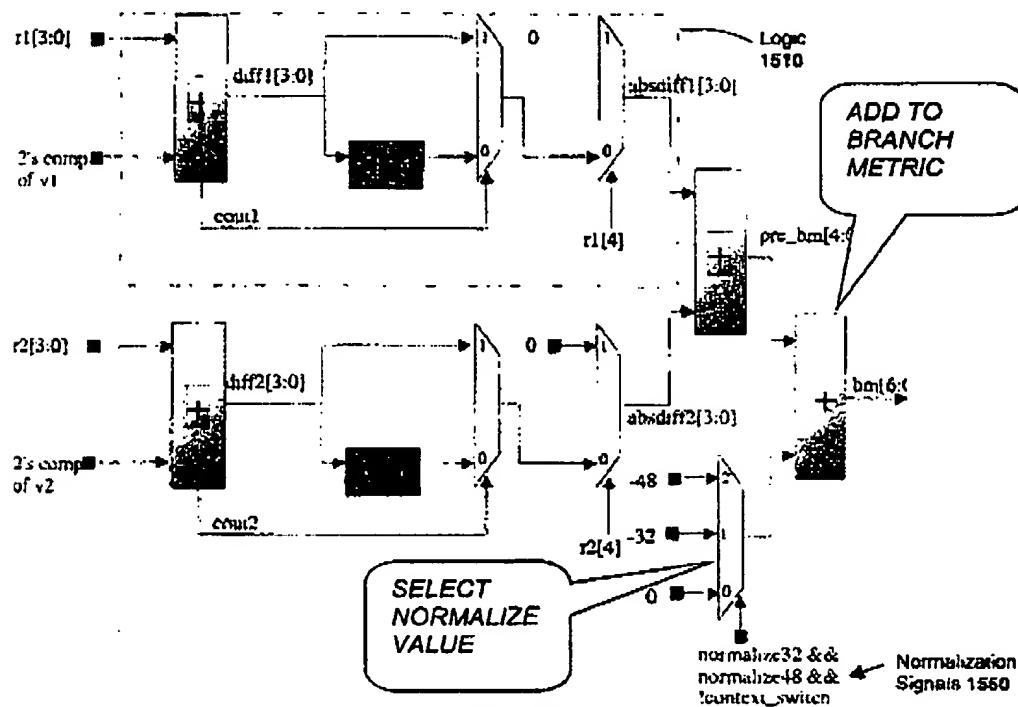 r1[3:0]
diff1[3:0]
1
0
1
Logic
1510
absdiff1[3:0]
ADD TO
BRANCH
METRIC
2's comp
of v1
0
0
cout1
r1[4]
pre_bm[4:0
r2[3:0]
diff2[3:0]
1
0
1
bm[6:0
absdiff2[3:0]
2's comp
of v2
0
0
cout2
r2[4]
-48
2
-32
1
0
0
SELECT
NORMALIZE
VALUE
normalize32 &&
normalize48 &&
!context_switch
Normalization
Signals 1550